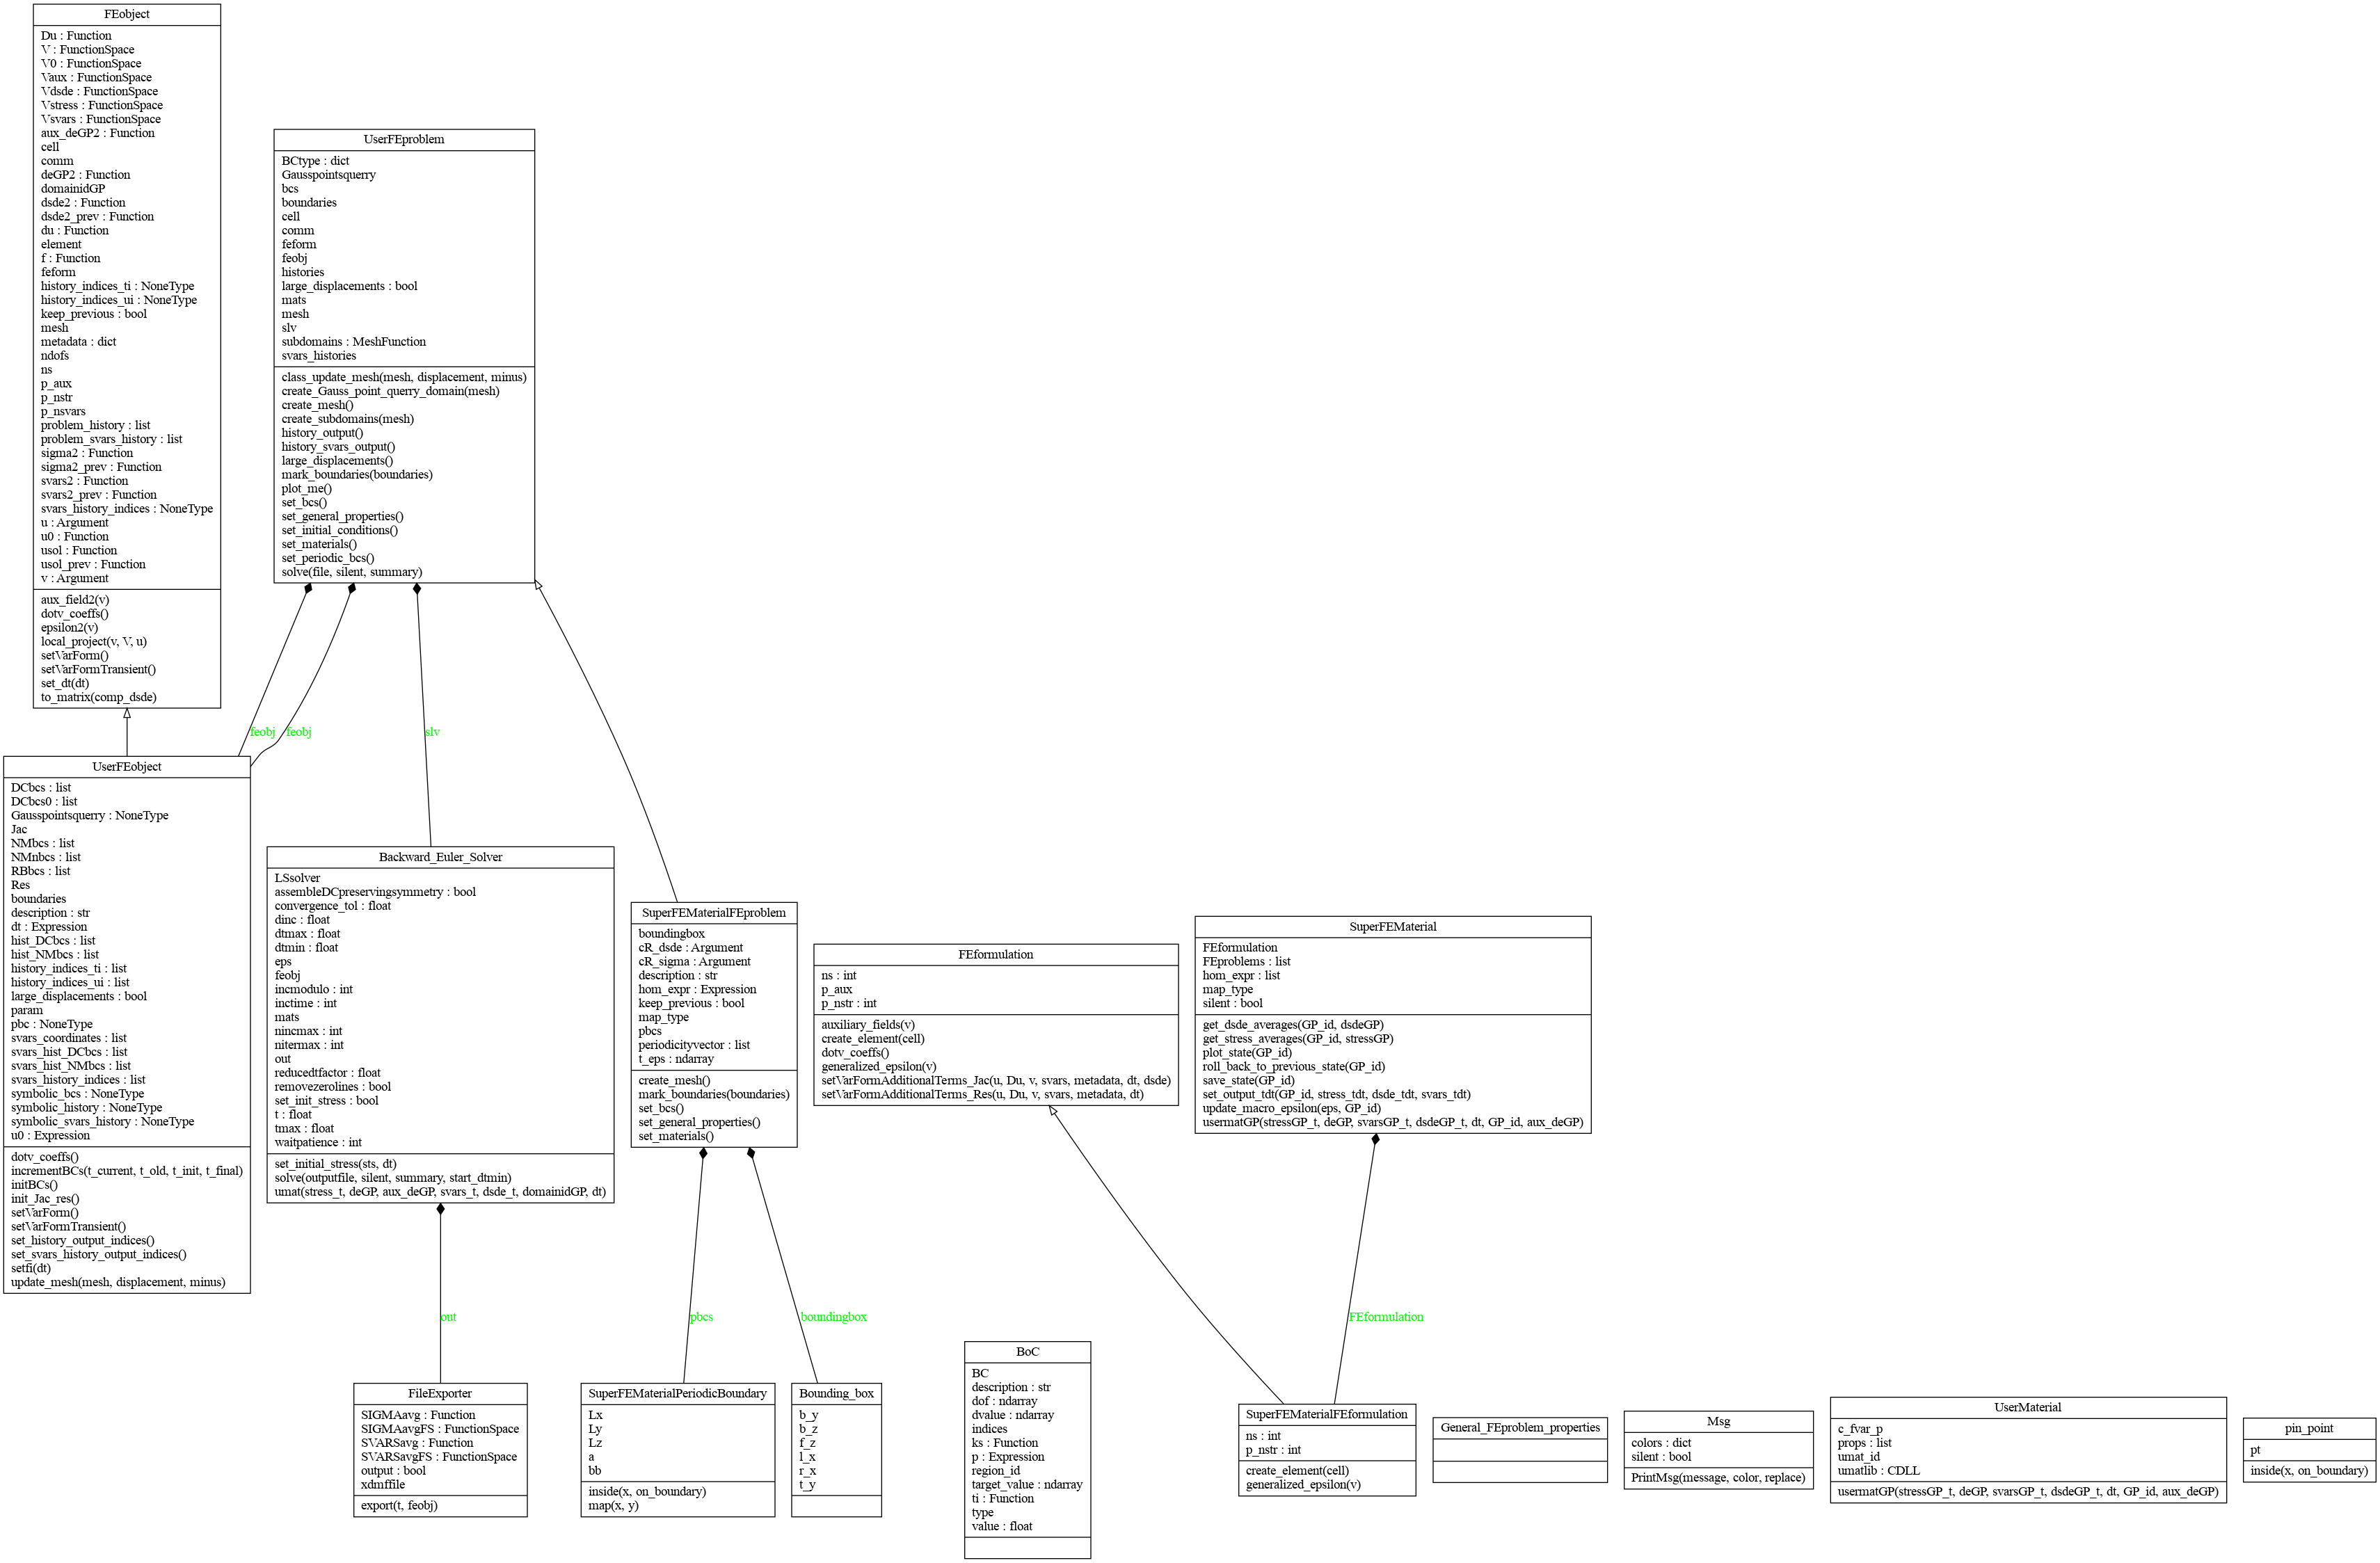 FEobject
Du : Function
V : FunctionSpace
V0 : FunctionSpace
Vaux : FunctionSpace
Vdsde : FunctionSpace
Vstress : FunctionSpace
Vsvars : FunctionSpace
aux_deGP2 : Function
cell
comm
deGP2 : Function
domainidGP
dsde2 : Function
dsde2_prev : Function
du : Function
element
f : Function
feform
history_indices_ti : NoneType
history_indices_ui : NoneType
keep_previous : bool
mesh
metadata : dict
ndofs
ns
p_aux
p_nstr
p_nsvars
problem_history : list
problem_svars_history : list
sigma2 : Function
sigma2_prev : Function
svars2 : Function
svars2_prev : Function
svars_history_indices : NoneType
u : Argument
u0 : Function
usol : Function
usol_prev : Function
v : Argument
aux_field2(v)
dotv_coeffs()
epsilon2(v)
local_project(v, V, u)
setVarForm()
setVarFormTransient()
set_dt(dt)
to_matrix(comp_dsde)
UserFEproblem
BCtype : dict
Gausspointsquerry
bcs
boundaries
cell
comm
feform
feobj
histories
large_displacements : bool
mats
mesh
slv
subdomains : MeshFunction
svars_histories
class_update_mesh(mesh, displacement, minus)
create_Gauss_point_querry_domain(mesh)
create_mesh()
create_subdomains(mesh)
history_output()
history_svars_output()
large_displacements()
mark_boundaries(boundaries)
plot_me()
set_bcs()
set_general_properties()
set_initial_conditions()
set_materials()
set_periodic_bcs()
solve(file, silent, summary)
feobj
feobj
slv
UserFEobject
DCbcs : list
DCbcs0 : list
Gausspointsquerry : NoneType
Jac
NMbcs : list
NMnbcs : list
RBbcs : list
Res
boundaries
description : str
dt : Expression
hist_DCbcs : list
hist_NMbcs : list
history_indices_ti : list
history_indices_ui : list
large_displacements : bool
param
pbc : NoneType
svars_coordinates : list
svars_hist_DCbcs : list
svars_hist_NMbcs : list
svars_history_indices : list
symbolic_bcs : NoneType
symbolic_history : NoneType
symbolic_svars_history : NoneType
u0 : Expression
dotv_coeffs()
incrementBCs(t_current, t_old, t_init, t_final)
initBCs()
init_Jac_res()
setVarForm()
setVarFormTransient()
set_history_output_indices()
set_svars_history_output_indices()
setfi(dt)
update_mesh(mesh, displacement, minus)
Backward_Euler_Solver
LSsolver
assembleDCpreservingsymmetry : bool
convergence_tol : float
dinc : float
dtmax : float
dtmin : float
eps
feobj
incmodulo : int
inctime : int
mats
nincmax : int
nitermax : int
out
reducedtfactor : float
removezerolines : bool
set_init_stress : bool
t : float
tmax : float
waitpatience : int
set_initial_stress(sts, dt)
solve(outputfile, silent, summary, start_dtmin)
umat(stress_t, deGP, aux_deGP, svars_t, dsde_t, domainidGP, dt)
SuperFEMaterialFEproblem
boundingbox
cR_dsde : Argument
cR_sigma : Argument
description : str
hom_expr : Expression
keep_previous : bool
map_type
pbcs
periodicityvector : list
t_eps : ndarray
create_mesh()
mark_boundaries(boundaries)
set_bcs()
set_general_properties()
set_materials()
FEformulation
ns : int
p_aux
p_nstr : int
auxiliary_fields(v)
create_element(cell)
dotv_coeffs()
generalized_epsilon(v)
setVarFormAdditionalTerms_Jac(u, Du, v, svars, metadata, dt, dsde)
setVarFormAdditionalTerms_Res(u, Du, v, svars, metadata, dt)
SuperFEMaterial
FEformulation
FEproblems : list
hom_expr : list
map_type
silent : bool
get_dsde_averages(GP_id, dsdeGP)
get_stress_averages(GP_id, stressGP)
plot_state(GP_id)
roll_back_to_previous_state(GP_id)
save_state(GP_id)
set_output_tdt(GP_id, stress_tdt, dsde_tdt, svars_tdt)
update_macro_epsilon(eps, GP_id)
usermatGP(stressGP_t, deGP, svarsGP_t, dsdeGP_t, dt, GP_id, aux_deGP)
out
pbcs
boundingbox
FEformulation
FileExporter
SIGMAavg : Function
SIGMAavgFS : FunctionSpace
SVARSavg : Function
SVARSavgFS : FunctionSpace
output : bool
xdmffile
export(t, feobj)
SuperFEMaterialPeriodicBoundary
Lx
Ly
Lz
a
bb
inside(x, on_boundary)
map(x, y)
Bounding_box
b_y
b_z
f_z
l_x
r_x
t_y
BoC
BC
description : str
dof : ndarray
dvalue : ndarray
indices
ks : Function
p : Expression
region_id
target_value : ndarray
ti : Function
type
value : float
SuperFEMaterialFEformulation
ns : int
p_nstr : int
create_element(cell)
generalized_epsilon(v)
General_FEproblem_properties
Msg
colors : dict
silent : bool
PrintMsg(message, color, replace)
UserMaterial
c_fvar_p
props : list
umat_id
umatlib : CDLL
usermatGP(stressGP_t, deGP, svarsGP_t, dsdeGP_t, dt, GP_id, aux_deGP)
pin_point
pt
inside(x, on_boundary)